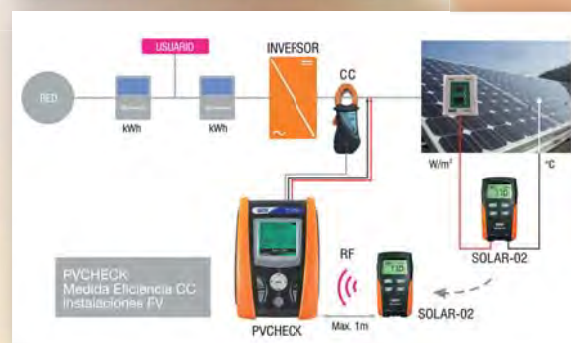 USUARIO
INVEFSOR
CC
RED
kWh
kWh
W/m²
°C
SOLAR-02
RF
PVCHECK
Medida Eficiencia CC
Instalaciones FV
PVCHECK
Max. 1m
SOLAR-02